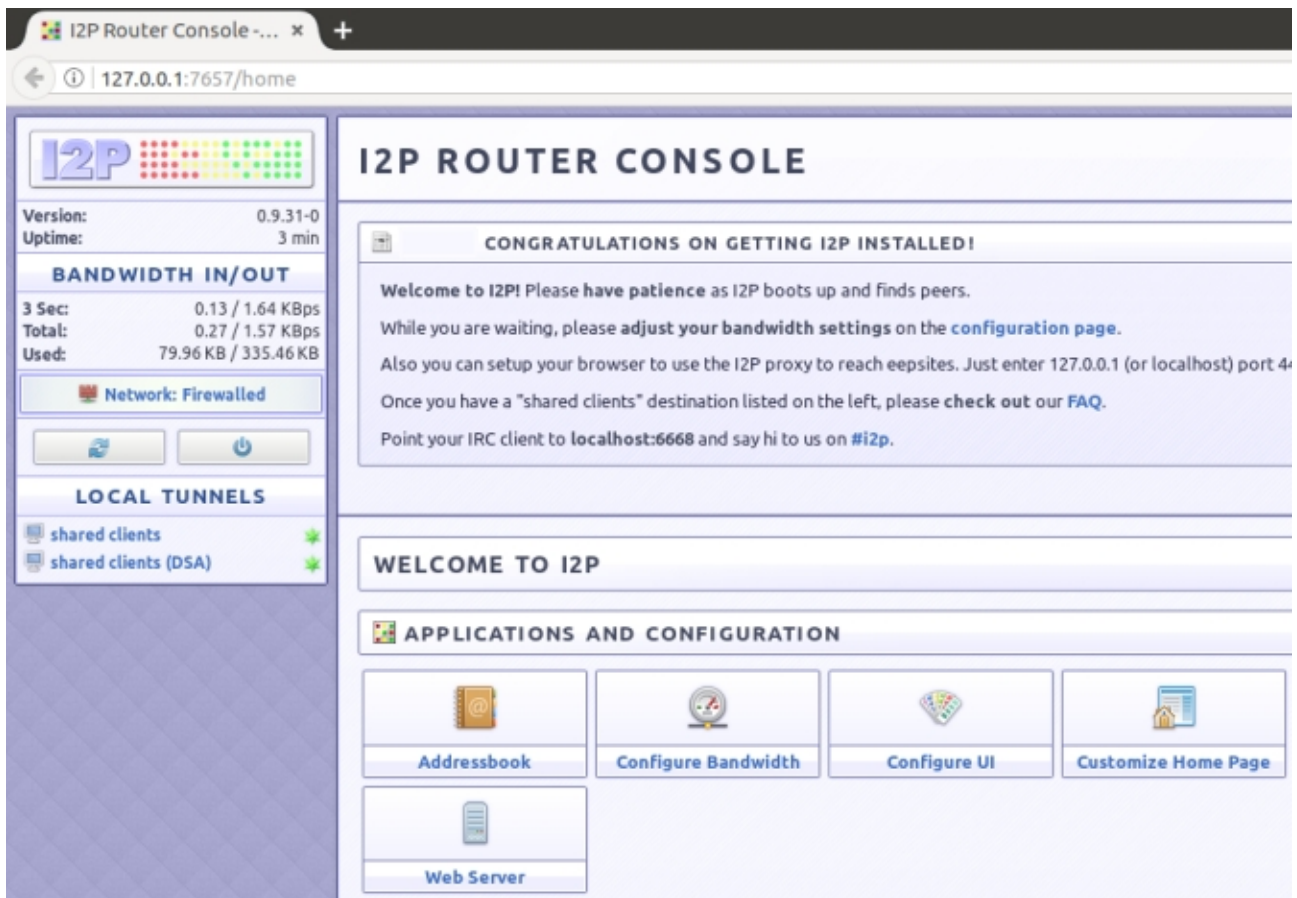 I2P Router Console -...
127.0.0.1:7657/home
I2P
Version: 0.9.31-0
Uptime: 3 min
BANDWIDTH IN/OUT
3 Sec: 0.13 / 1.64 KBps
Total: 0.27 / 1.57 KBps
Used: 79.96 KB / 335.46 KB
Network: Firewalled
LOCAL TUNNELS
shared clients
shared clients (DSA)
I2P ROUTER CONSOLE
CONGRATULATIONS ON GETTING I2P INSTALLED!
Welcome to I2P! Please have patience as I2P boots up and finds peers.
While you are waiting, please adjust your bandwidth settings on the configuration page.
Also you can setup your browser to use the I2P proxy to reach eepsites. Just enter 127.0.0.1 (or localhost) port 44
Once you have a "shared clients" destination listed on the left, please check out our FAQ.
Point your IRC client to localhost:6668 and say hi to us on #i2p.
WELCOME TO I2P
APPLICATIONS AND CONFIGURATION
Addressbook
Configure Bandwidth
Configure UI
Customize Home Page
Web Server